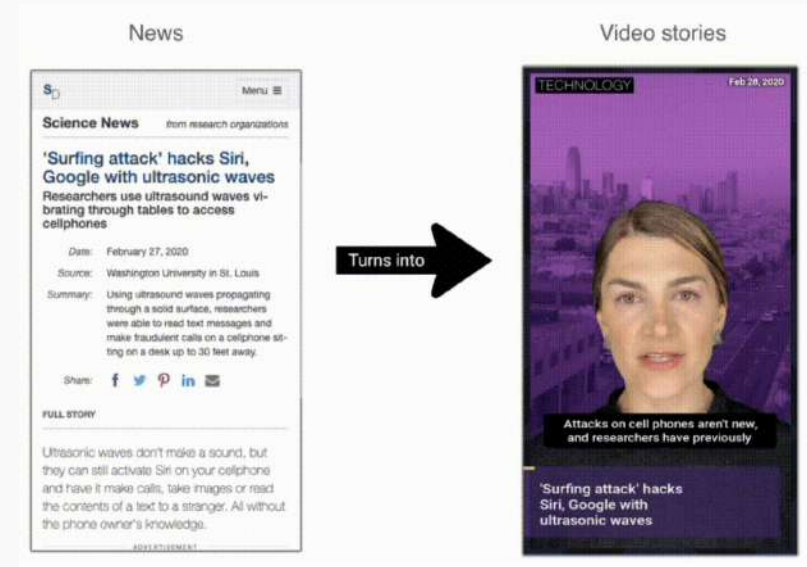 News
Video stories
SD
Menu ≡
Science News
from research organizations
'Surfing attack' hacks Siri,
Google with ultrasonic waves
Researchers use ultrasound waves vi-
brating through tables to access
cellphones
Date: February 27, 2020
Source: Washington University in St. Louis
Summary: Using ultrasound waves propagating
through a solid surface, researchers
were able to read text messages and
make fraudulent calls on a cellphone sit-
ting on a desk up to 30 feet away.
Share: f in
FULL STORY
Ultrasonic waves don't make a sound, but
they can still activate Siri on your cellphone
and have it make calls, take images or read
the contents of a text to a stranger. All without
the phone owner's knowledge.
ADVERTISEMENT
Turns into
TECHNOLOGY
Feb 28, 2020
Attacks on cell phones aren't new,
and researchers have previously
'Surfing attack' hacks
Siri, Google with
ultrasonic waves